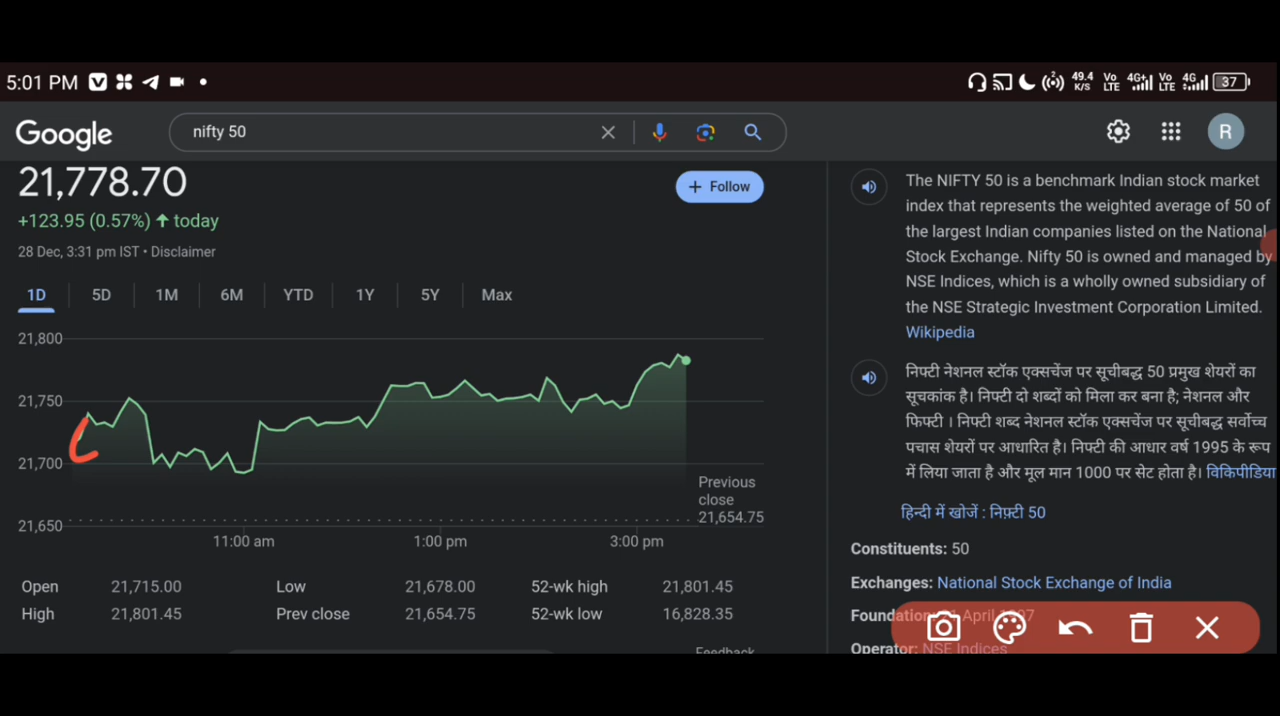 5:01 PM
49.4 K/S Vo LTE 4G+ Vo LTE 4G 37
Google
nifty 50
R
21,778.70
+123.95 (0.57%) ↑ today
28 Dec, 3:31 pm IST • Disclaimer
+ Follow
1D 5D 1M 6M YTD 1Y 5Y Max
21,800
21,750
21,700
21,650
Previous
close
21,654.75
11:00 am 1:00 pm 3:00 pm
Open 21,715.00 Low 21,678.00 52-wk high 21,801.45
High 21,801.45 Prev close 21,654.75 52-wk low 16,828.35
Feedback
The NIFTY 50 is a benchmark Indian stock market
index that represents the weighted average of 50 of
the largest Indian companies listed on the National
Stock Exchange. Nifty 50 is owned and managed by
NSE Indices, which is a wholly owned subsidiary of
the NSE Strategic Investment Corporation Limited.
Wikipedia
निफ्टी नेशनल स्टॉक एक्सचेंज पर सूचीबद्ध 50 प्रमुख शेयरों का
सूचकांक है। निफ्टी दो शब्दों को मिला कर बना है; नेशनल और
फिफ्टी । निफ्टी शब्द नेशनल स्टॉक एक्सचेंज पर सूचीबद्ध सर्वोच्च
पचास शेयरों पर आधारित है। निफ्टी की आधार वर्ष 1995 के रूप
में लिया जाता है और मूल मान 1000 पर सेट होता है। विकिपीडिया
हिन्दी में खोजें : निफ़्टी 50
Constituents: 50
Exchanges: National Stock Exchange of India
Foundation: April 1997
Operator: NSE Indices